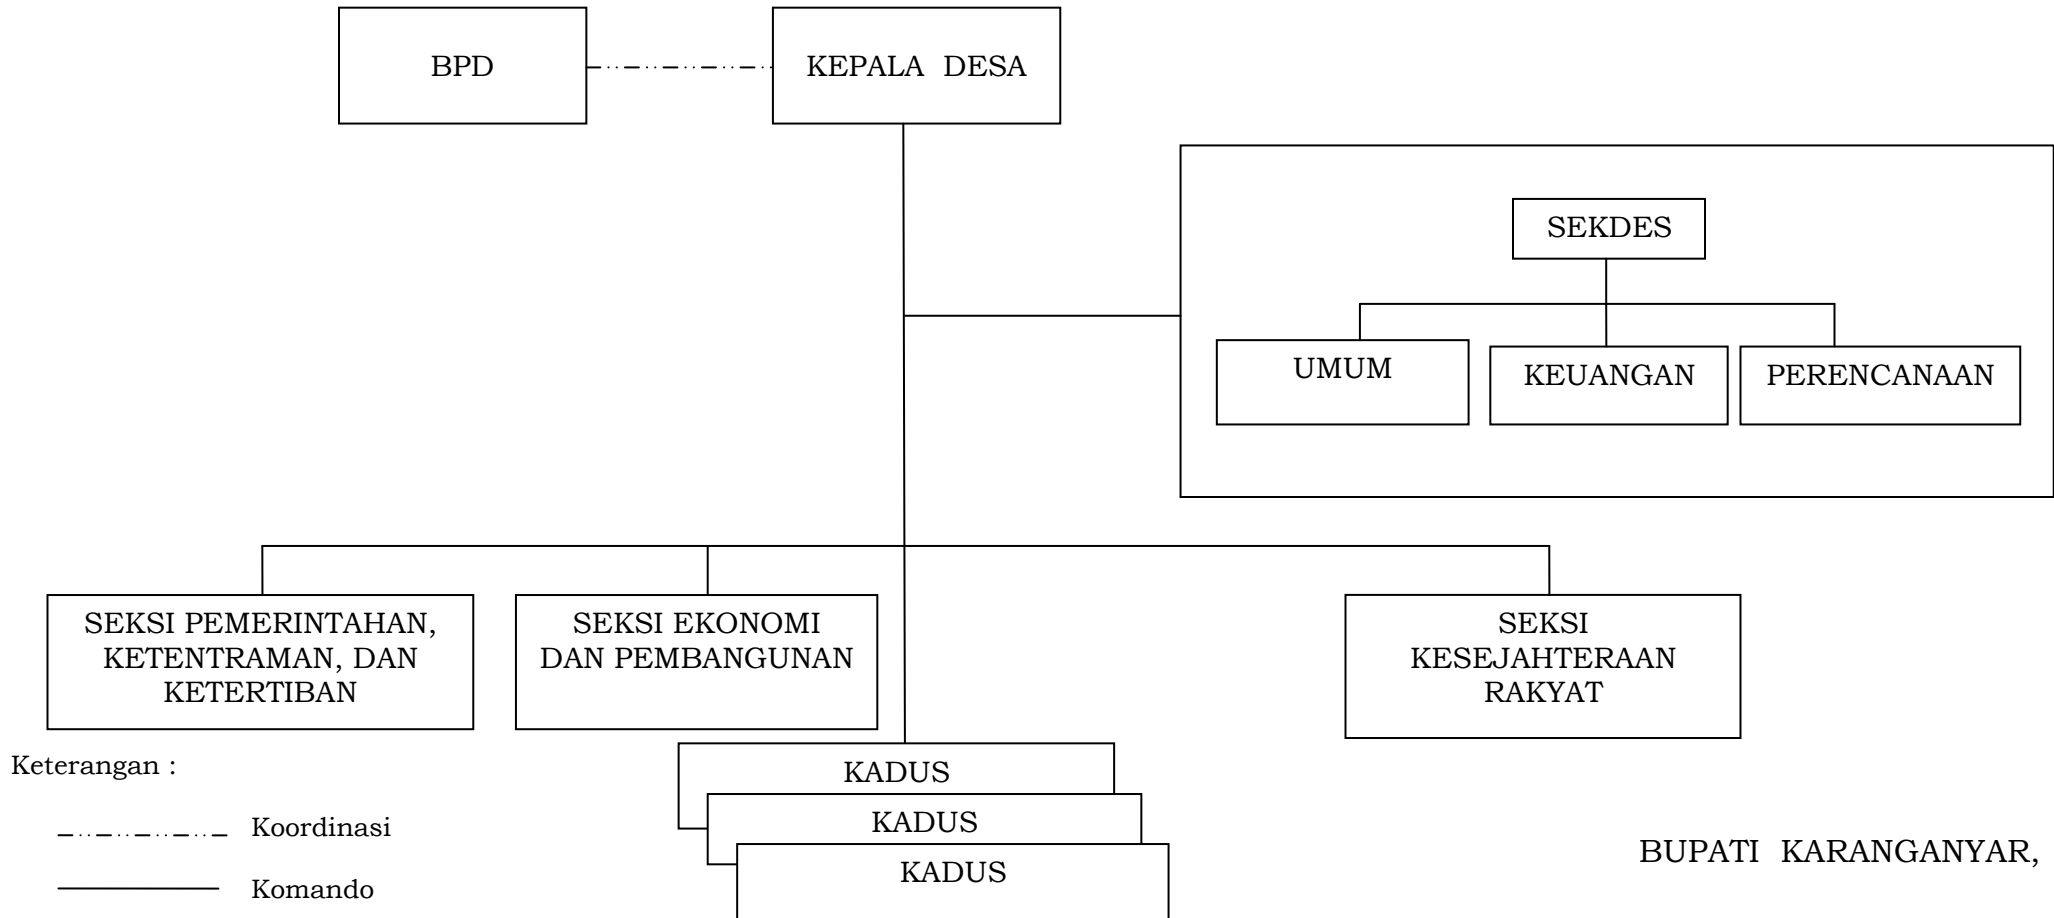 BPD
KEPALA DESA
SEKDES
UMUM
KEUANGAN
PERENCANAAN
SEKSI PEMERINTAHAN,
KETENTRAMAN, DAN
KETERTIBAN
SEKSI EKONOMI
DAN PEMBANGUNAN
SEKSI
KESEJAHTERAAN
RAKYAT
KADUS
KADUS
KADUS
Keterangan :
Koordinasi
Komando
BUPATI KARANGANYAR,